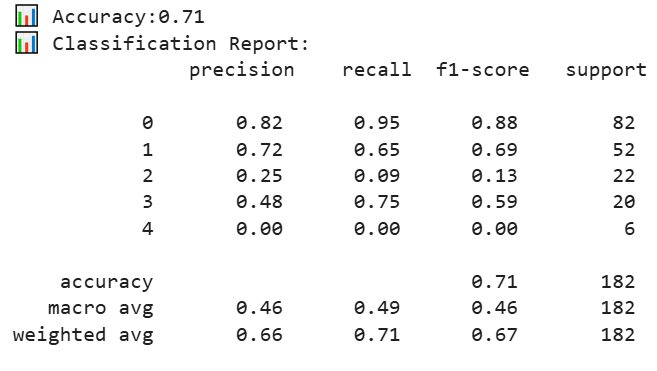 📊 Accuracy:0.71
📊 Classification Report:
precision recall f1-score support
0 0.82 0.95 0.88 82
1 0.72 0.65 0.69 52
2 0.25 0.09 0.13 22
3 0.48 0.75 0.59 20
4 0.00 0.00 0.00 6
accuracy 0.71 182
macro avg 0.46 0.49 0.46 182
weighted avg 0.66 0.71 0.67 182